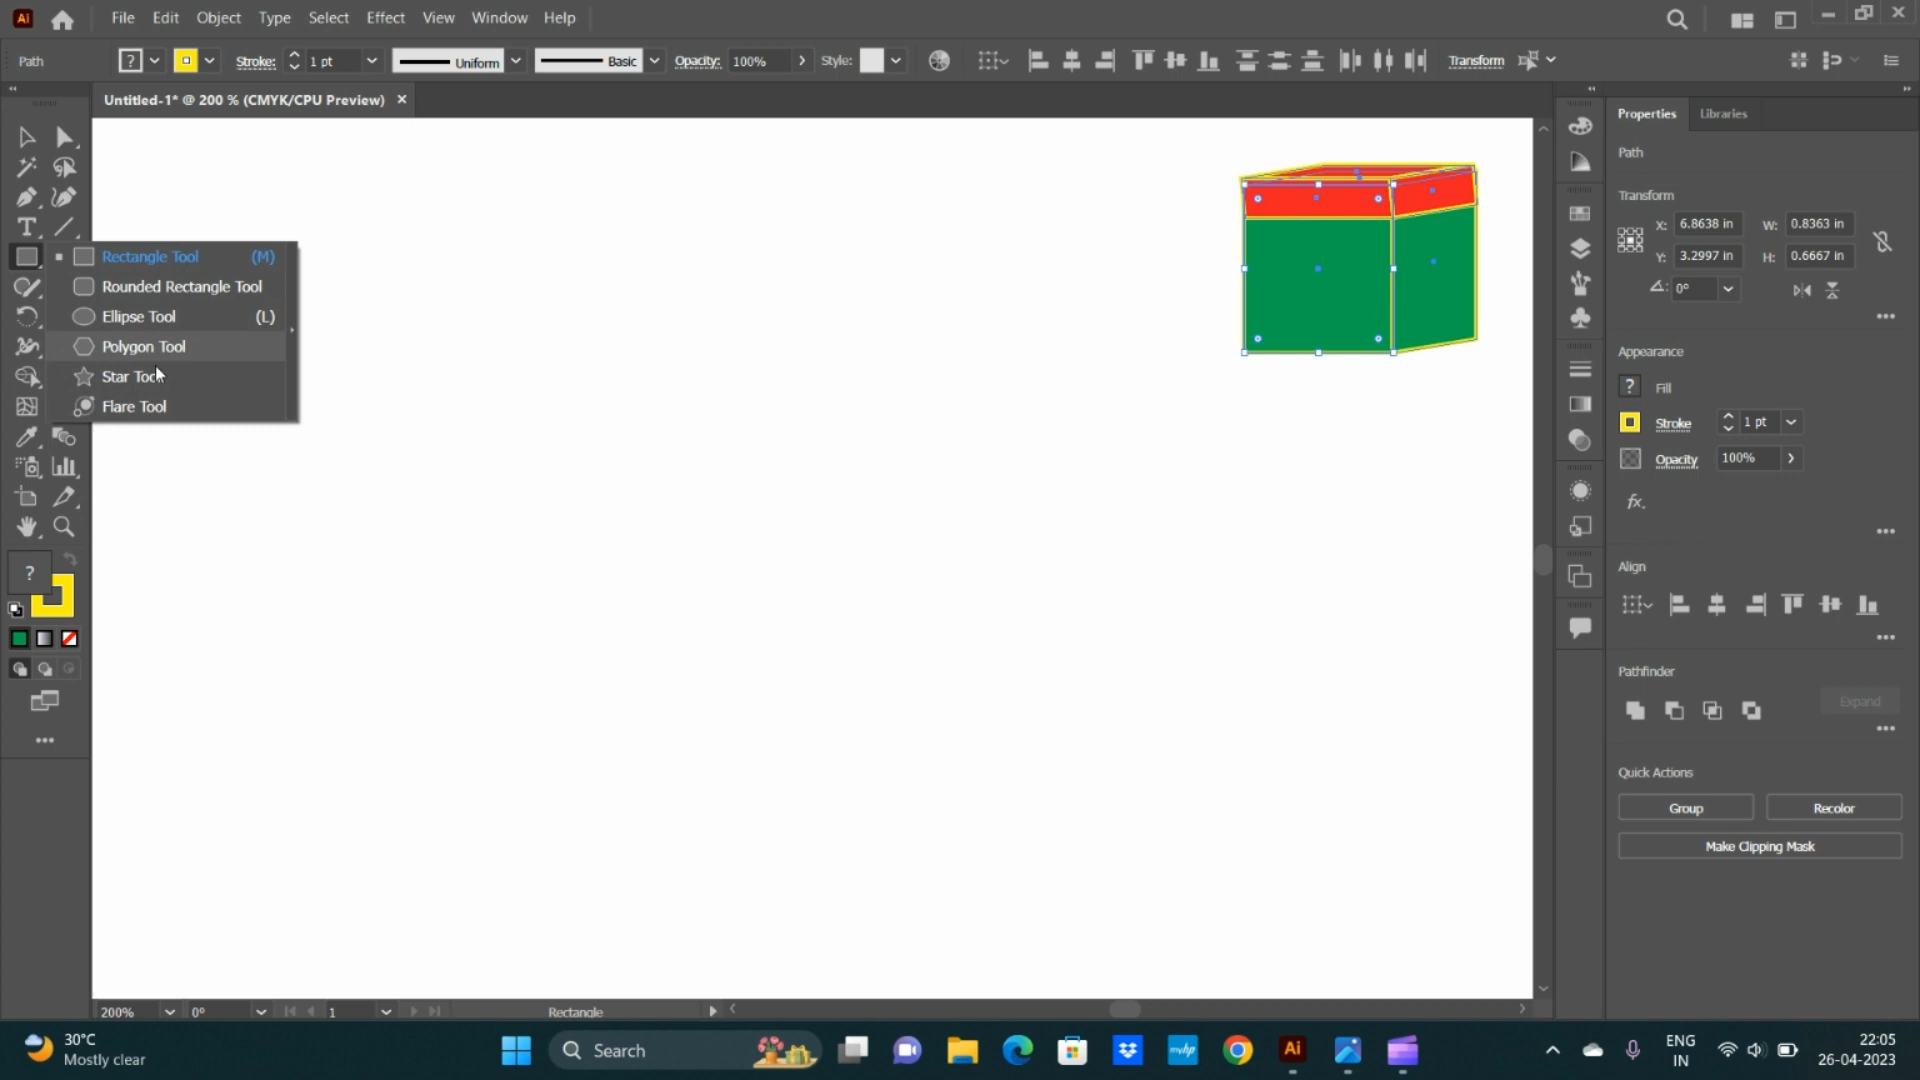 Ai File Edit Object Type Select Effect View Window Help
Path ? Stroke: 1 pt Uniform Basic Opacity: 100% Style: Transform
Untitled-1* @ 200 % (CMYK/CPU Preview) ×
Properties Libraries
Path
Transform
X: 6.8638 in W: 0.8363 in
Y: 3.2997 in H: 0.6667 in
0°
Rectangle Tool (M)
Rounded Rectangle Tool
Ellipse Tool (L)
Polygon Tool
Star Tool
Flare Tool
Appearance
? Fill
Stroke 1 pt
Opacity 100%
fx.
Align
Pathfinder
Expand
Quick Actions
Group Recolor
Make Clipping Mask
?
200% 0° 1 Rectangle
30°C
Mostly clear
Search
myhp
Ai
ENG
IN
22:05
26-04-2023